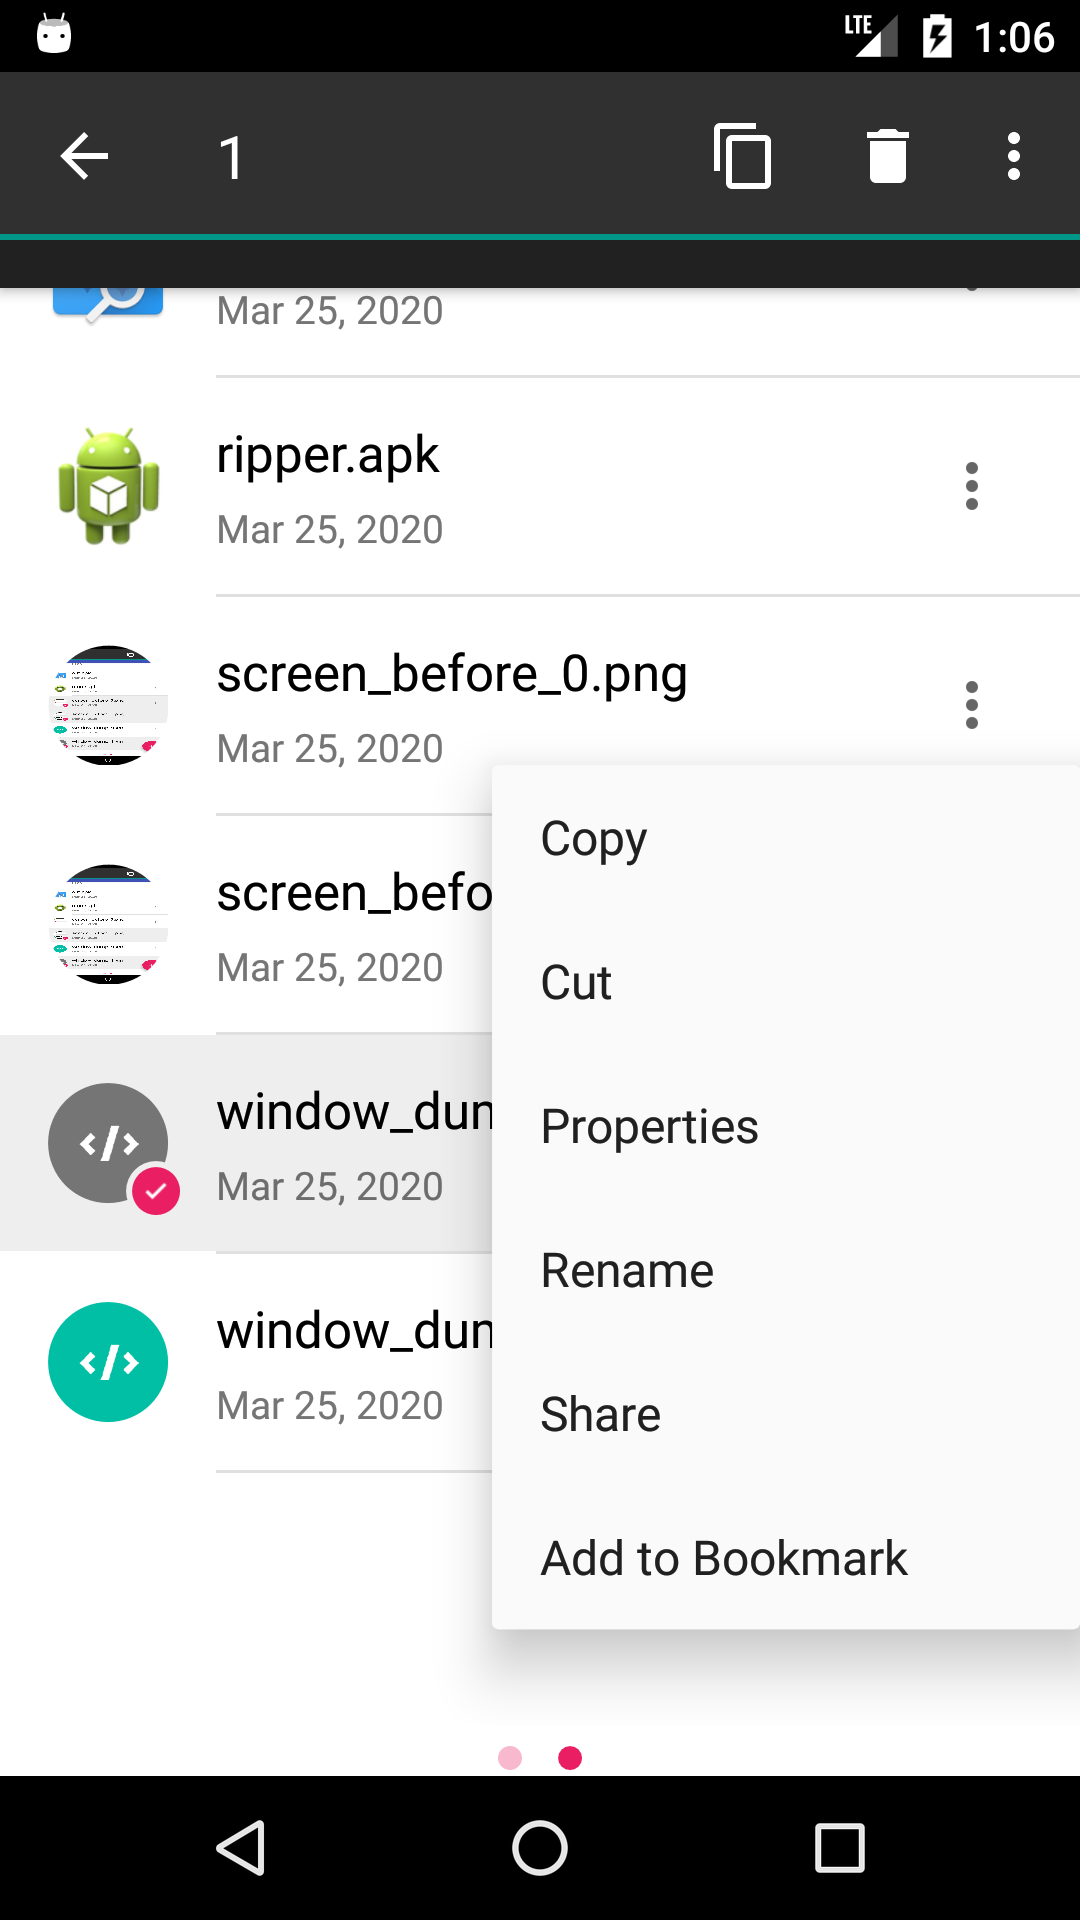 LTE 1:06
1
Mar 25, 2020
ripper.apk
Mar 25, 2020
screen_before_0.png
Mar 25, 2020
screen_befo
Mar 25, 2020
window_dun
Mar 25, 2020
window_dun
Mar 25, 2020
Copy
Cut
Properties
Rename
Share
Add to Bookmark